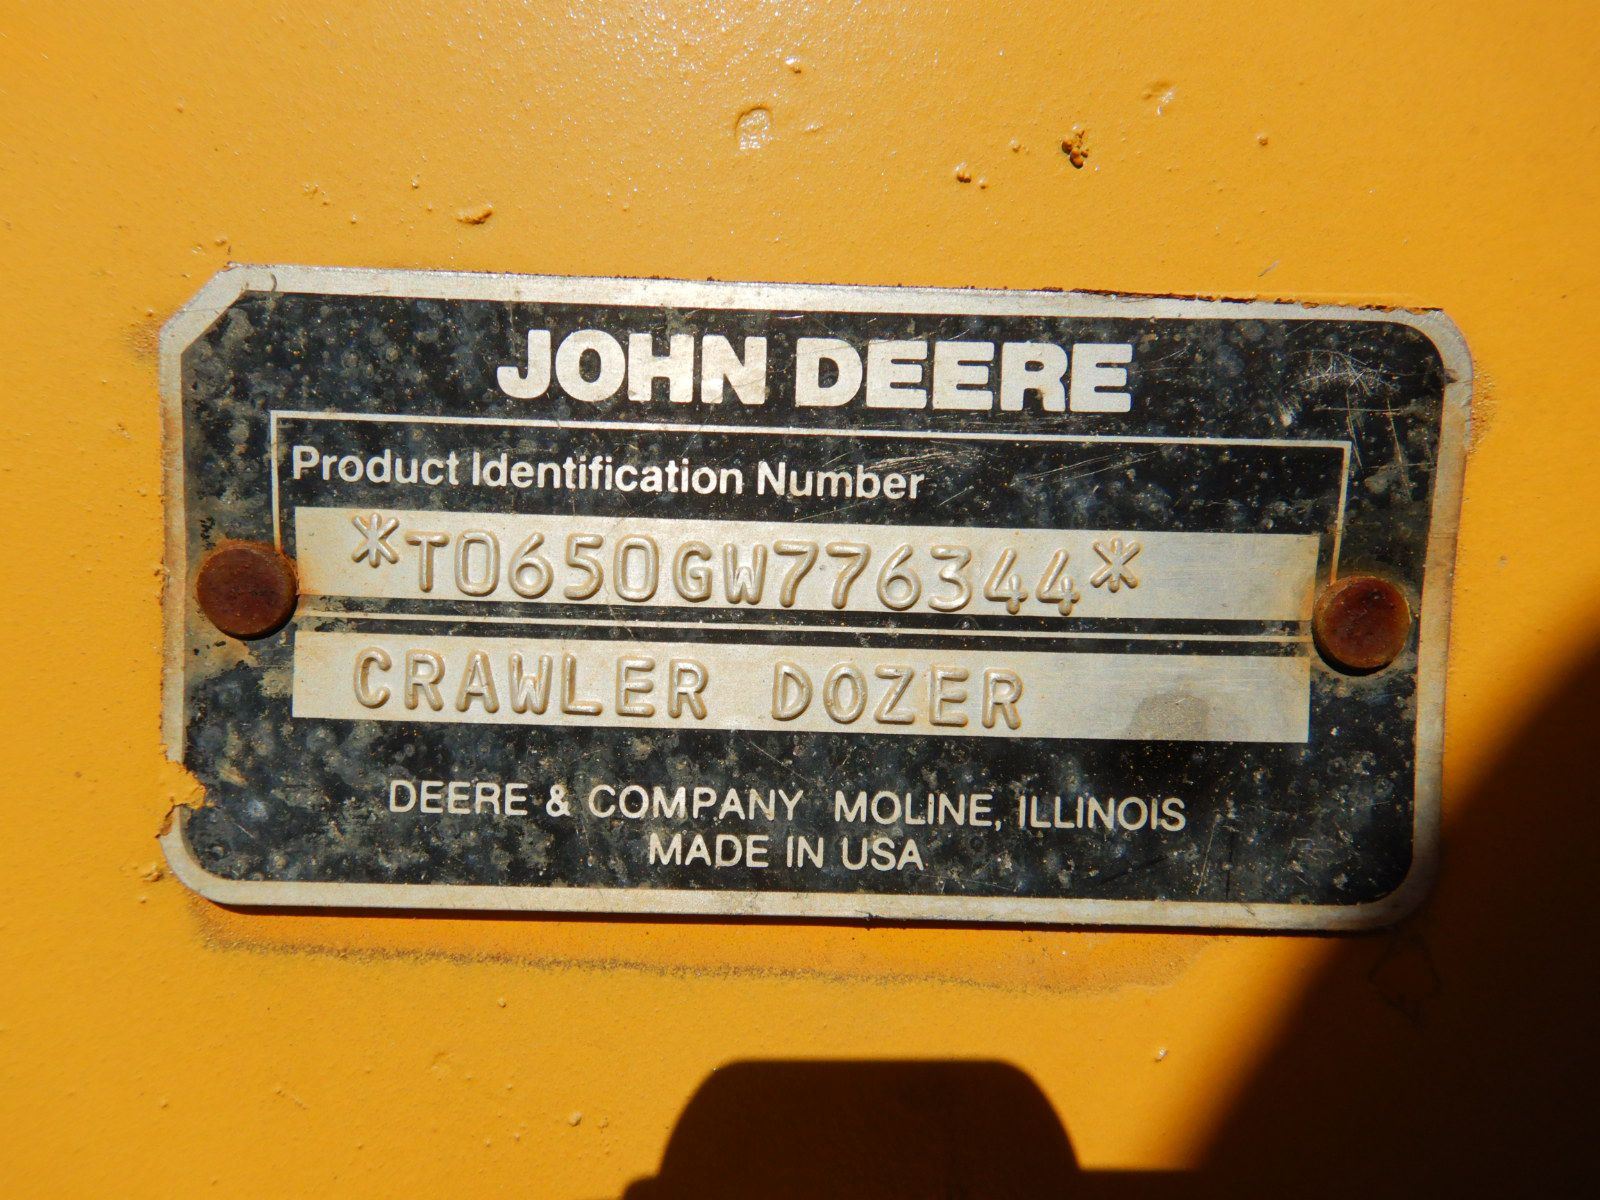 JOHN DEERE
Product Identification Number
*T0650GW776344*
CRAWLER DOZER
DEERE & COMPANY MOLINE, ILLINOIS
MADE IN USA